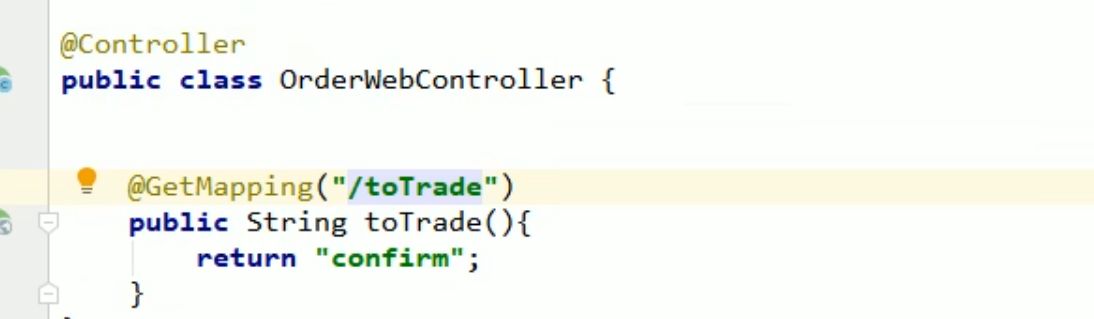 @Controller
public class OrderWebController {
@GetMapping("/toTrade")
public String toTrade(){
return "confirm";
}